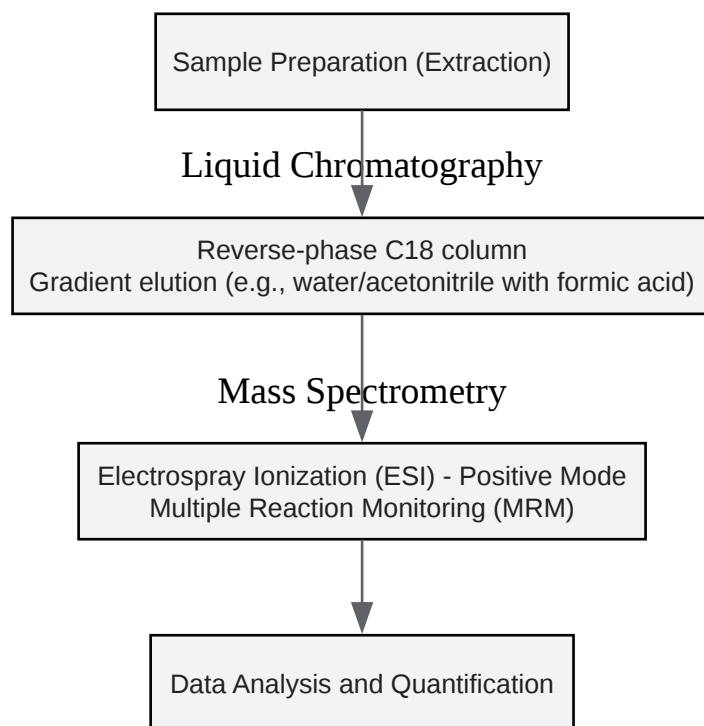 Sample Preparation (Extraction)
Liquid Chromatography
Reverse-phase C18 column
Gradient elution (e.g., water/acetonitrile with formic acid)
Mass Spectrometry
Electrospray Ionization (ESI) - Positive Mode
Multiple Reaction Monitoring (MRM)
Data Analysis and Quantification